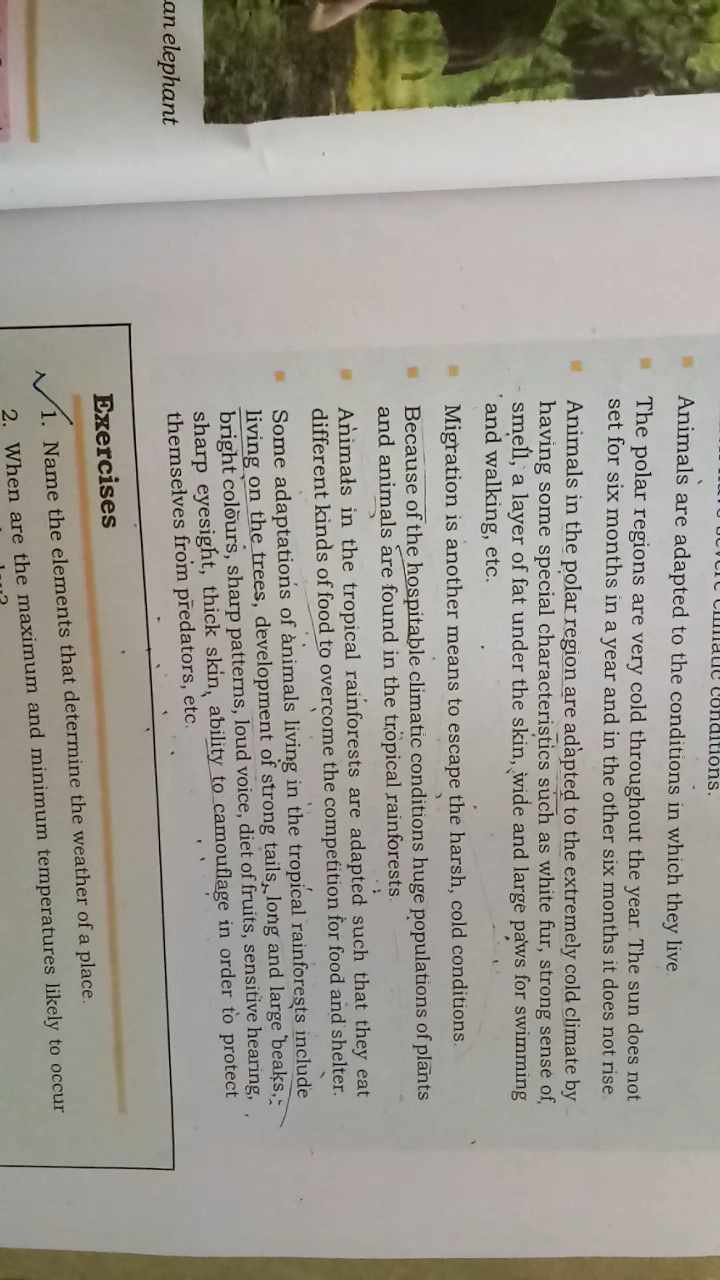 an elephant
climatic conditions.
Animals are adapted to the conditions in which they live.
The polar regions are very cold throughout the year. The sun does not
set for six months in a year and in the other six months it does not rise.
Animals in the polar region are adapted to the extremely cold climate by
having some special characteristics such as white fur, strong sense of
smell, a layer of fat under the skin, wide and large paws for swimming
and walking, etc.
Migration is another means to escape the harsh, cold conditions.
Because of the hospitable climatic conditions huge populations of plants
and animals are found in the tropical rainforests.
Animals in the tropical rainforests are adapted such that they eat
different kinds of food to overcome the competition for food and shelter.
Some adaptations of animals living in the tropical rainforests include
living on the trees, development of strong tails, long and large beaks,
bright colours, sharp patterns, loud voice, diet of fruits, sensitive hearing,
sharp eyesight, thick skin, ability to camouflage in order to protect
themselves from predators, etc.
Exercises
1. Name the elements that determine the weather of a place.
2. When are the maximum and minimum temperatures likely to occur